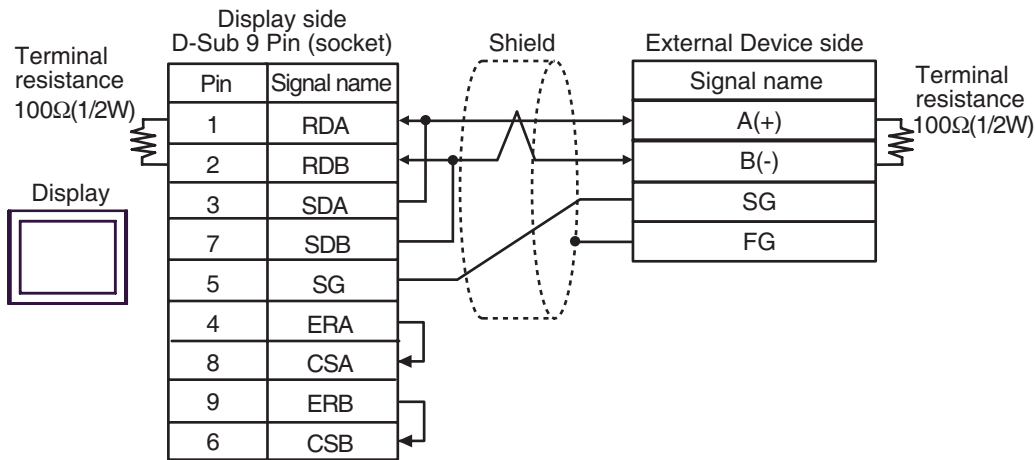 Display side
D-Sub 9 Pin (socket)
Shield
External Device side
Terminal
resistance
100Ω(1/2W)
Pin Signal name
1 RDA
2 RDB
3 SDA
7 SDB
5 SG
4 ERA
8 CSA
9 ERB
6 CSB
Display
Signal name
A(+)
B(-)
SG
FG
Terminal
resistance
100Ω(1/2W)